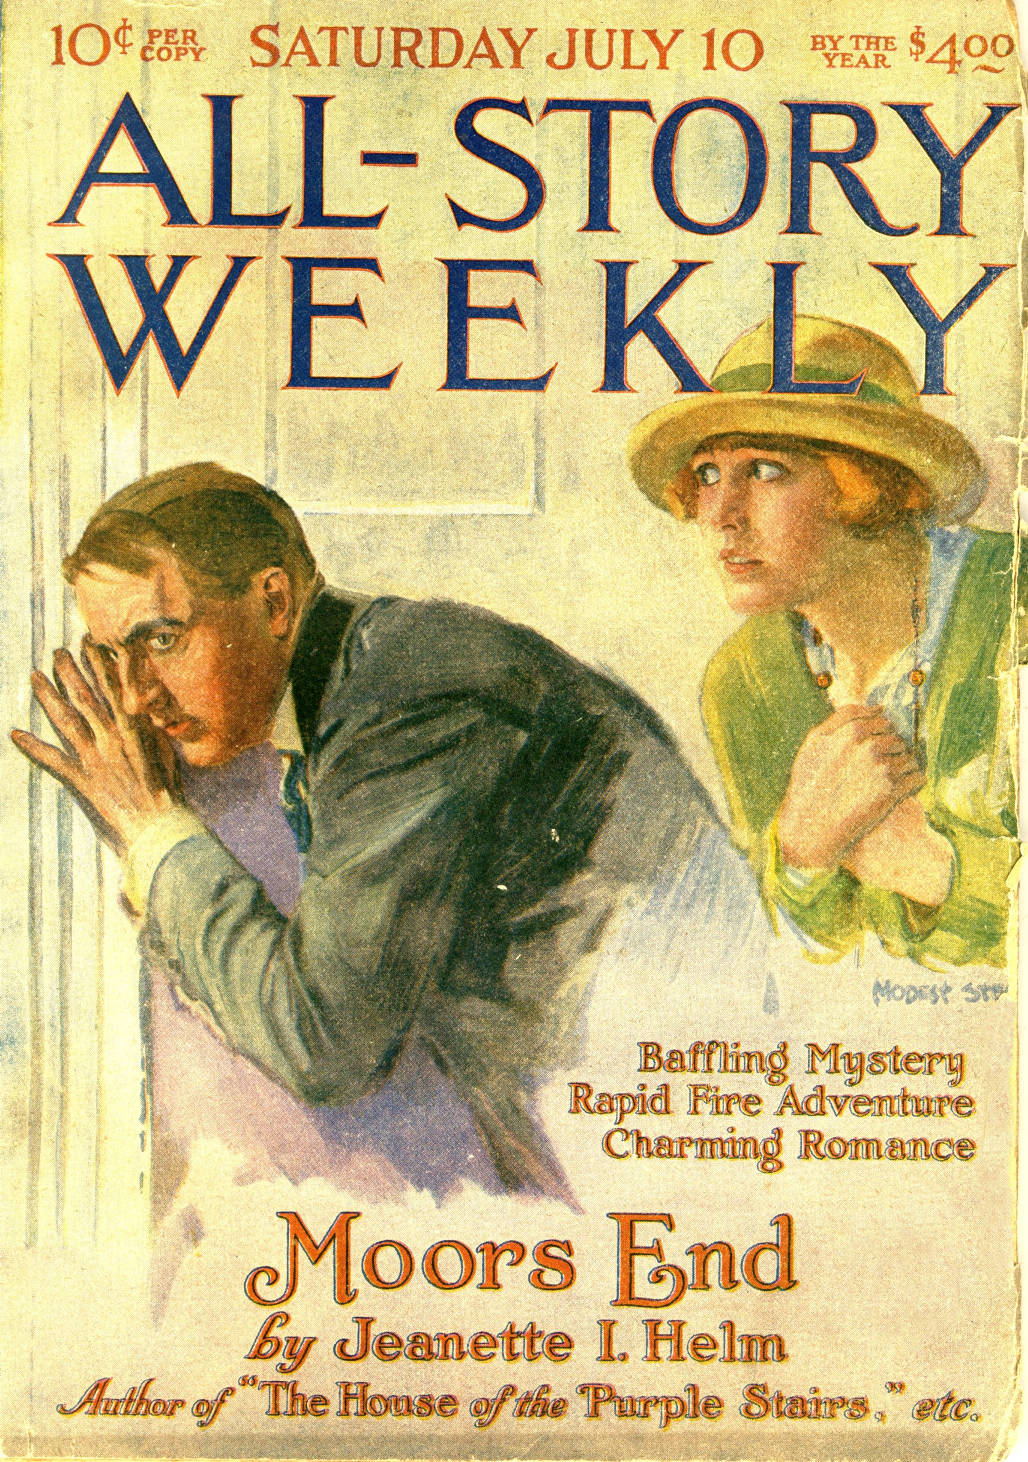 10¢ PER COPY SATURDAY JULY 10 BY THE YEAR $4.00
ALL-STORY
WEEKLY
MODEST
Baffling Mystery
Rapid Fire Adventure
Charming Romance
Moors End
by Jeanette I. Helm
Author of "The House of the Purple Stairs," etc.